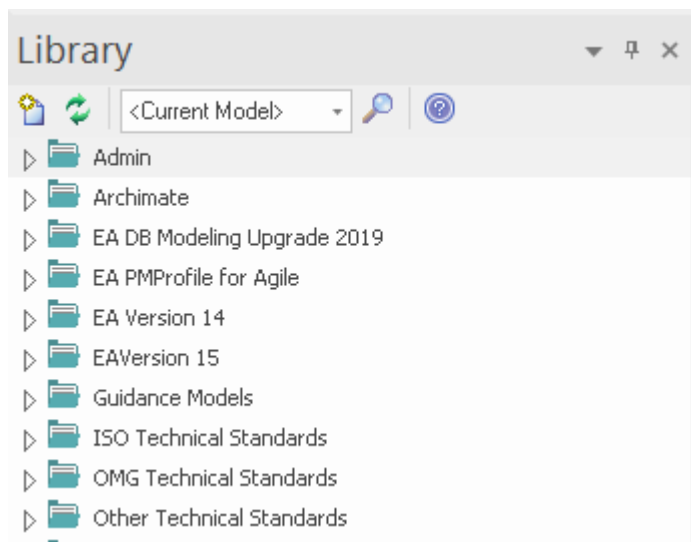 Library
<Current Model>
Admin
Archimate
EA DB Modeling Upgrade 2019
EA PMProfile for Agile
EA Version 14
EAVersion 15
Guidance Models
ISO Technical Standards
OMG Technical Standards
Other Technical Standards